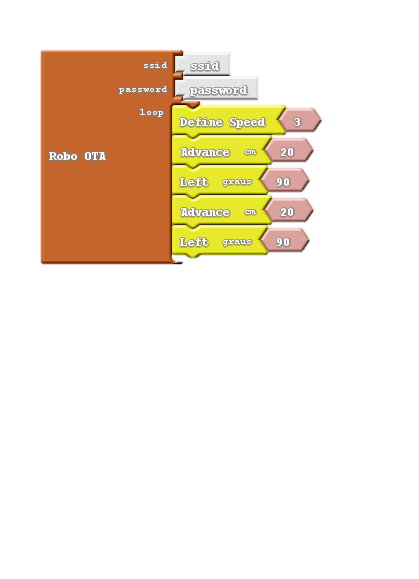 ssid ssid
password password
loop
Define Speed 3
Advance cm 20
Robo OTA
Left graus 90
Advance cm 20
Left graus 90